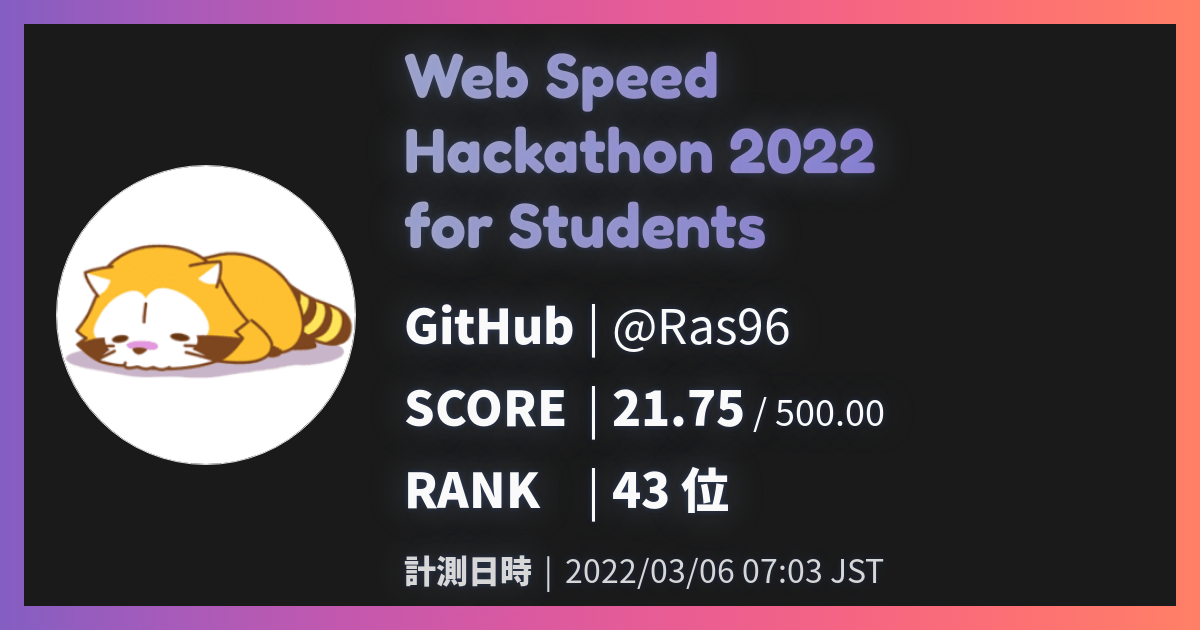 Web Speed
Hackathon 2022
for Students
GitHub | @Ras96
SCORE | 21.75 / 500.00
RANK | 43 位
計測日時 | 2022/03/06 07:03 JST